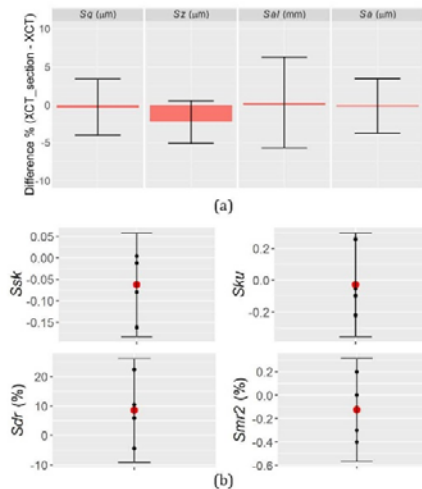 Sq (μm) Sz (μm) Sal (mm) Sa (μm)
Difference % (XCT_section - XCT)
10
5
0
-5
-10
(a)
Ssk
0.05
0.00
-0.05
-0.10
-0.15
Sku
0.2
0.0
-0.2
Sdr (%)
20
10
0
-10
Smr2 (%)
0.2
0.0
-0.2
-0.4
-0.6
(b)